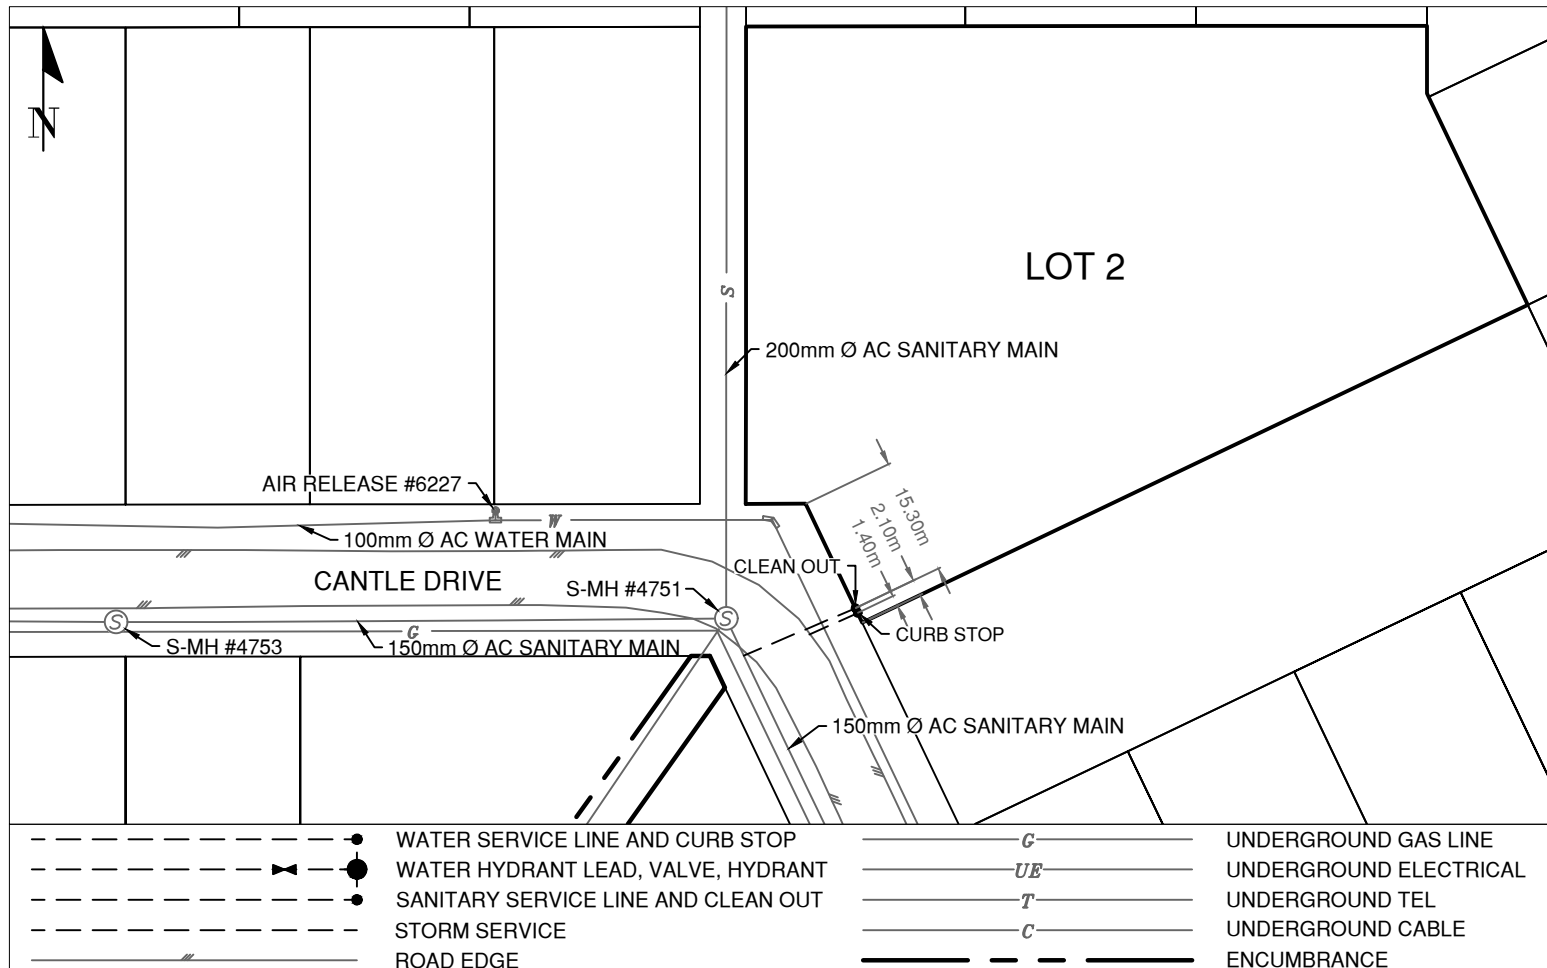 N
LOT 2
S
200mm Ø AC SANITARY MAIN
AIR RELEASE #6227
W
100mm Ø AC WATER MAIN
15.30m
2.10m
1.40m
CLEAN OUT
CANTLE DRIVE
S-MH #4751
S
S
CURB STOP
G
S-MH #4753
150mm Ø AC SANITARY MAIN
150mm Ø AC SANITARY MAIN
WATER SERVICE LINE AND CURB STOP
WATER HYDRANT LEAD, VALVE, HYDRANT
SANITARY SERVICE LINE AND CLEAN OUT
STORM SERVICE
ROAD EDGE
G UNDERGROUND GAS LINE
UE UNDERGROUND ELECTRICAL
T UNDERGROUND TEL
C UNDERGROUND CABLE
ENCUMBRANCE